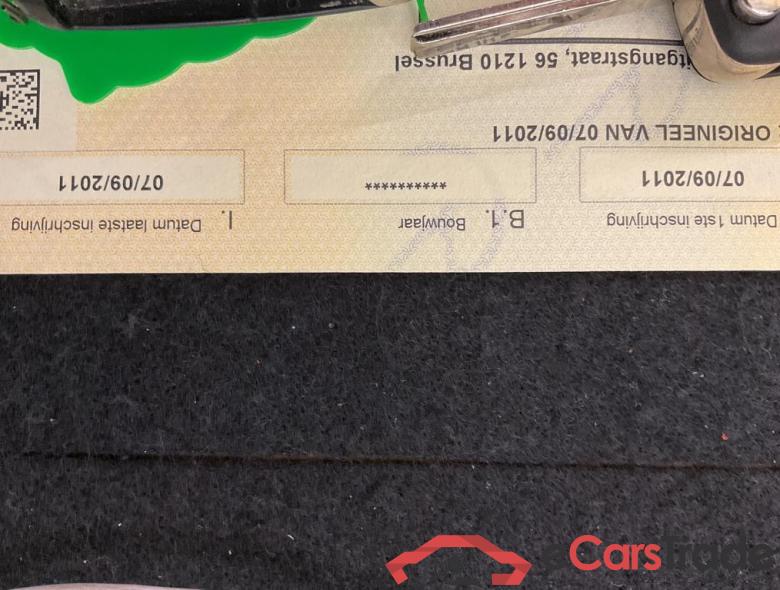 Datum 1ste inschrijving B.1. Bouwjaar I. Datum laatste inschrijving
07/09/2011 ********** 07/09/2011
ORIGINEEL VAN 07/09/2011
itgangstraat, 56 1210 Brussel
eCarstrade